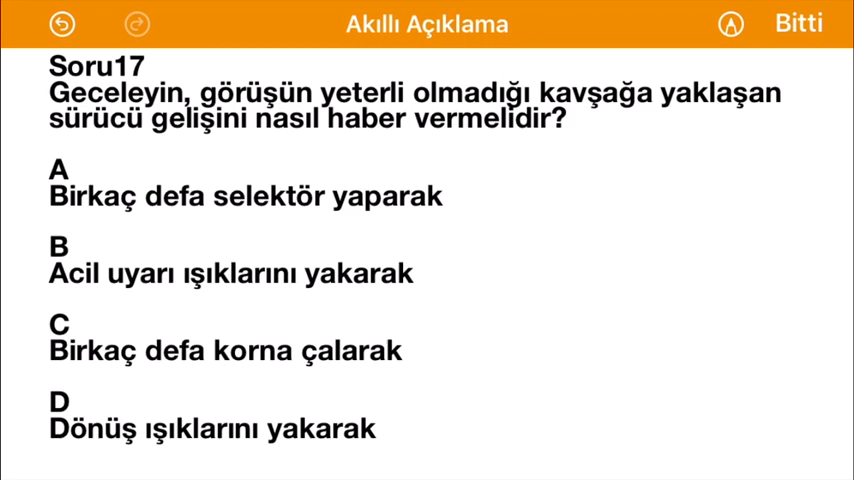 Akıllı Açıklama
Bitti
Soru17
Geceleyin, görüşün yeterli olmadığı kavşağa yaklaşan
sürücü gelişini nasıl haber vermelidir?
A
Birkaç defa selektör yaparak
B
Acil uyarı ışıklarını yakarak
C
Birkaç defa korna çalarak
D
Dönüş ışıklarını yakarak